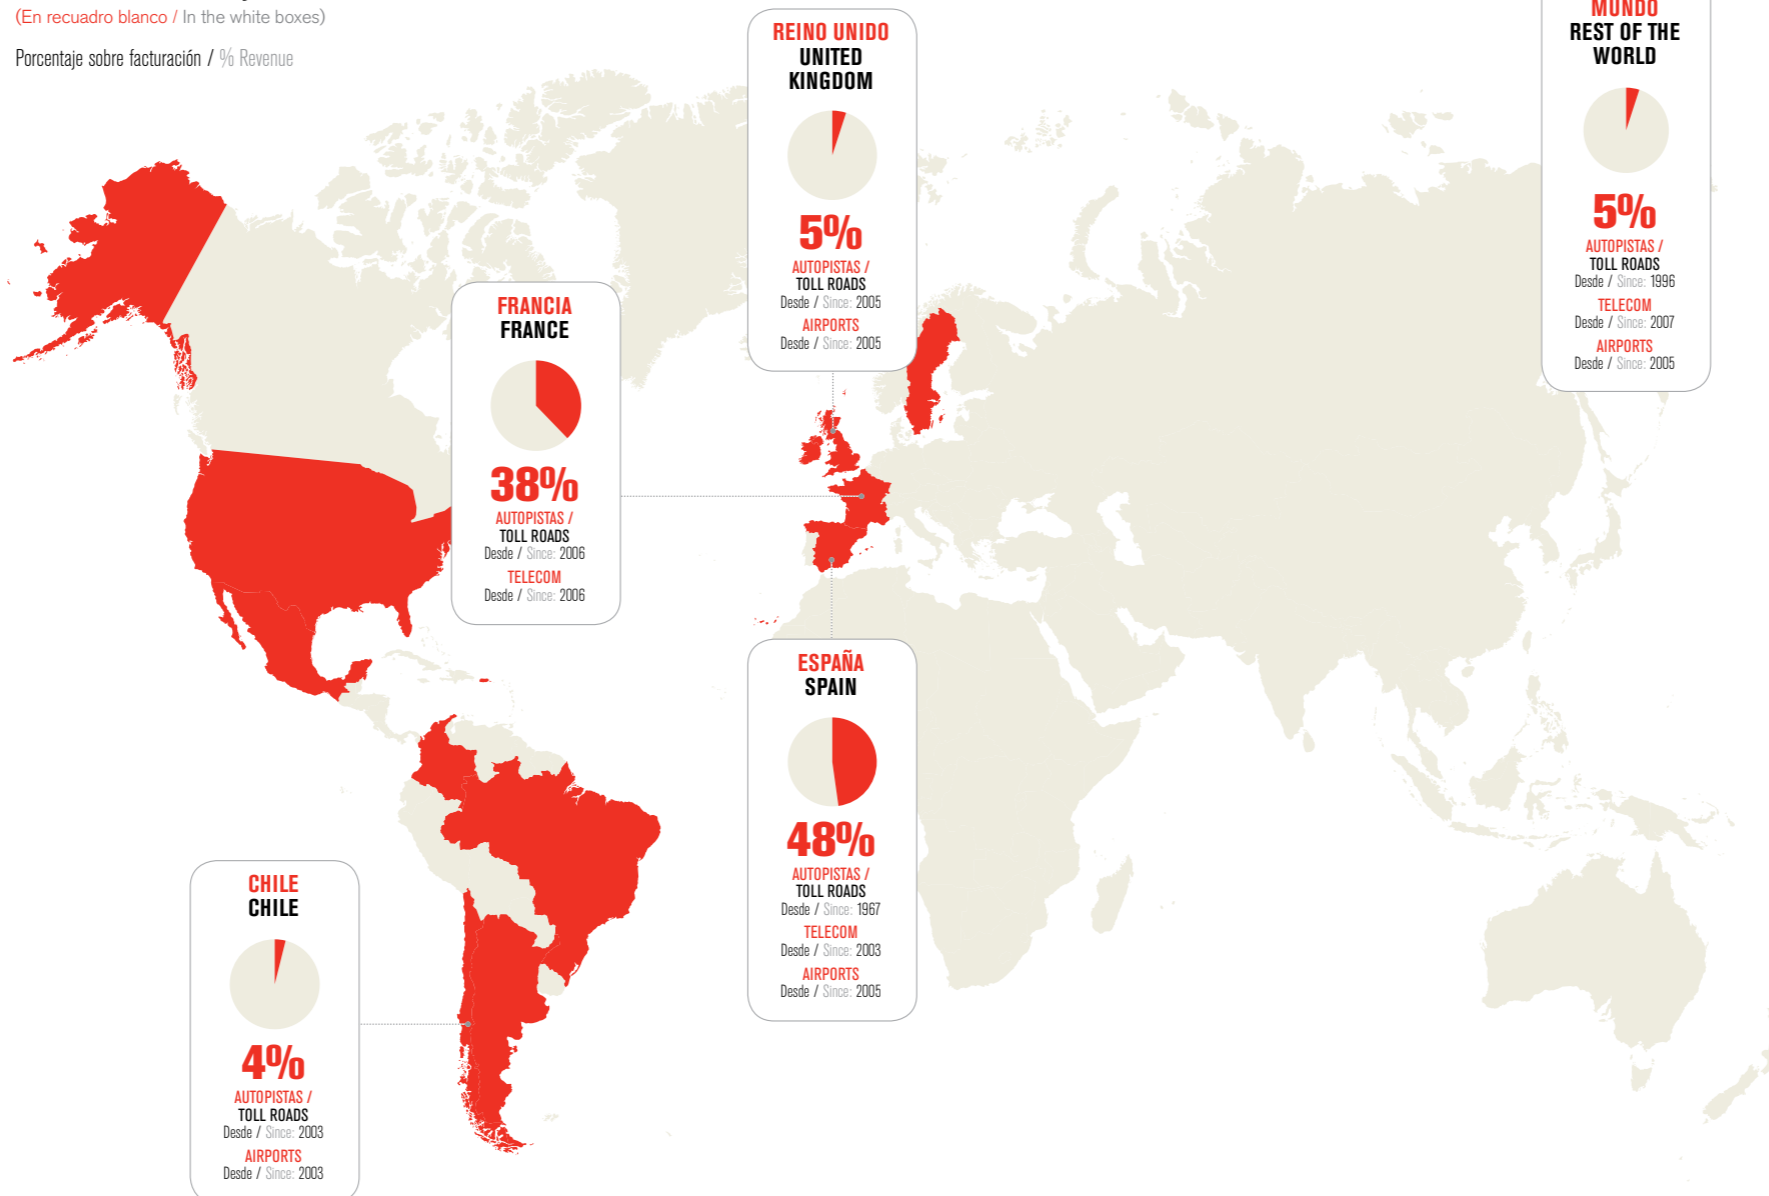 (En recuadro blanco / In the white boxes)
Porcentaje sobre facturación / % Revenue
REINO UNIDO
UNITED
KINGDOM
5%
AUTOPISTAS /
TOLL ROADS
Desde / Since: 2005
AIRPORTS
Desde / Since: 2005
MUNDO
REST OF THE
WORLD
5%
AUTOPISTAS /
TOLL ROADS
Desde / Since: 1996
TELECOM
Desde / Since: 2007
AIRPORTS
Desde / Since: 2005
FRANCIA
FRANCE
38%
AUTOPISTAS /
TOLL ROADS
Desde / Since: 2006
TELECOM
Desde / Since: 2006
ESPAÑA
SPAIN
48%
AUTOPISTAS /
TOLL ROADS
Desde / Since: 1967
TELECOM
Desde / Since: 2003
AIRPORTS
Desde / Since: 2005
CHILE
CHILE
4%
AUTOPISTAS /
TOLL ROADS
Desde / Since: 2003
AIRPORTS
Desde / Since: 2003